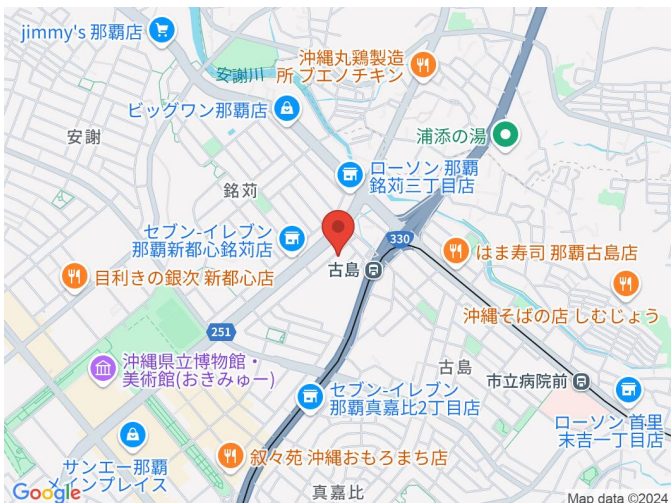 jimmy's 那覇店
沖縄丸鶏製造
所 ブエノチキン
安謝川
ビッグワン那覇店
安謝
浦添の湯
ローソン 那覇
銘苅三丁目店
銘苅
セブン-イレブン
那覇新都心銘苅店
330
はま寿司 那覇古島店
目利きの銀次 新都心店
古島
沖縄そばの店 しむじょう
251
沖縄県立博物館・
美術館(おきみゅー)
古島
市立病院前
セブン-イレブン
那覇真嘉比2丁目店
ローソン 首里
末吉一丁目店
サンエー那覇
メインプレイス
叙々苑 沖縄おもろまち店
真嘉比
Google
Map data ©2024